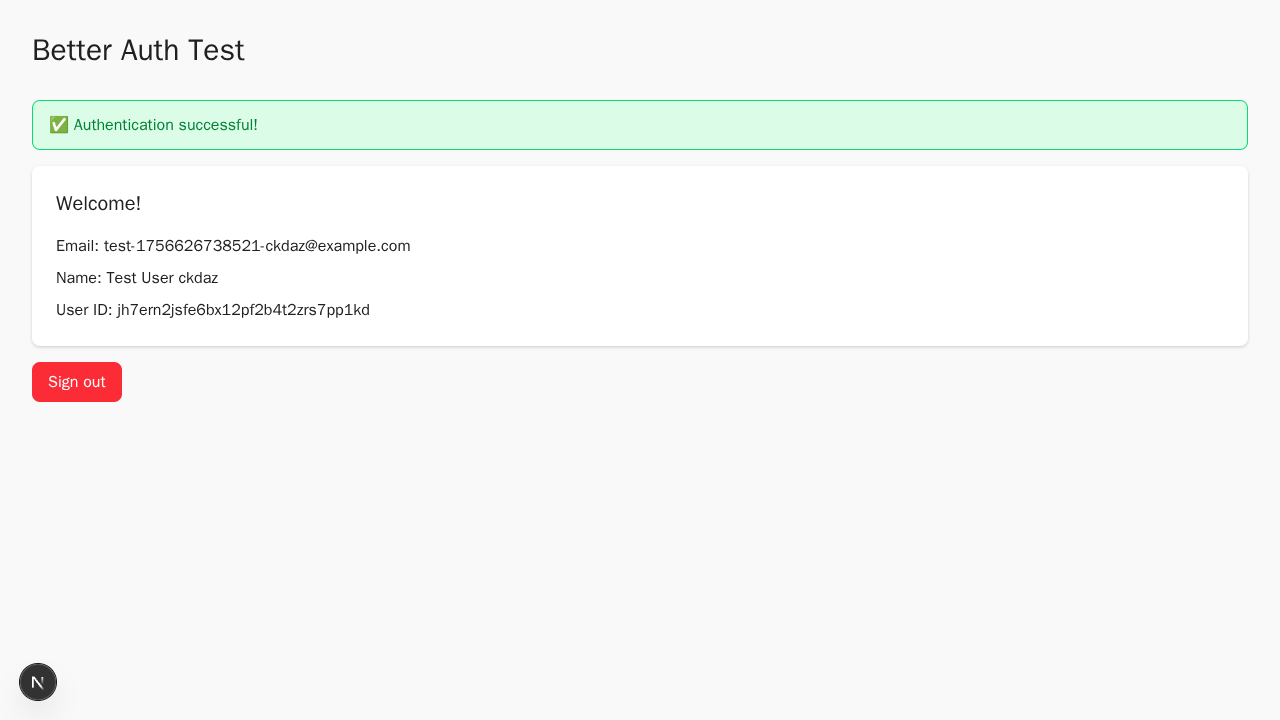 Better Auth Test
✅ Authentication successful!
Welcome!
Email: test-1756626738521-ckdaz@example.com
Name: Test User ckdaz
User ID: jh7ern2jsfe6bx12pf2b4t2zrs7pp1kd
Sign out
N